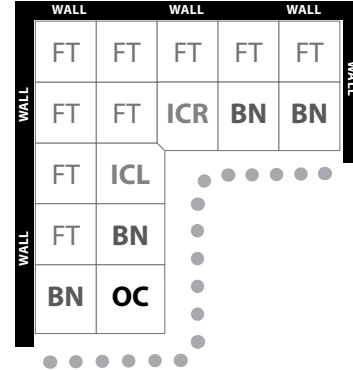 WALL WALL WALL
FT FT FT FT FT
WALL
WALL
FT FT ICR BN BN
FT ICL
WALL
FT BN
BN OC